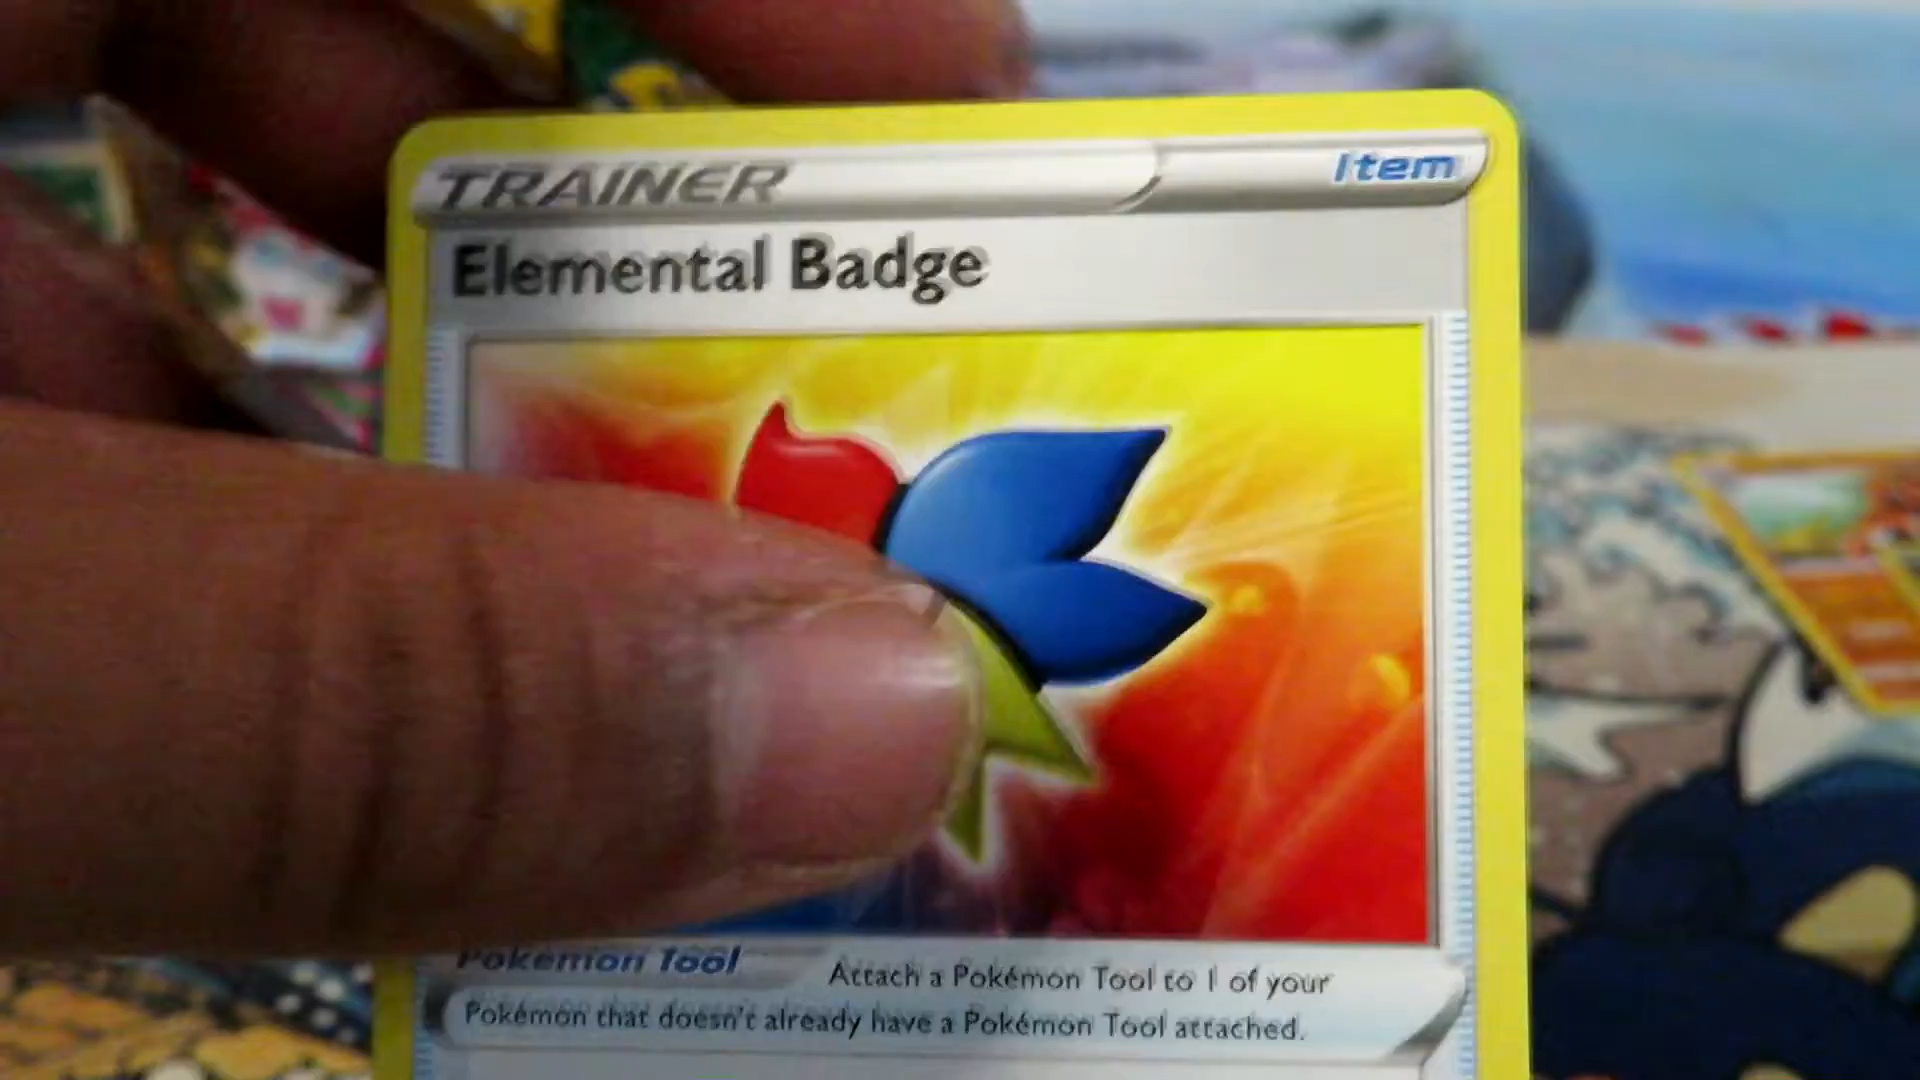 TRAINER
Item
Elemental Badge
Pokémon Tool
Attach a Pokémon Tool to 1 of your
Pokémon that doesn't already have a Pokémon Tool attached.